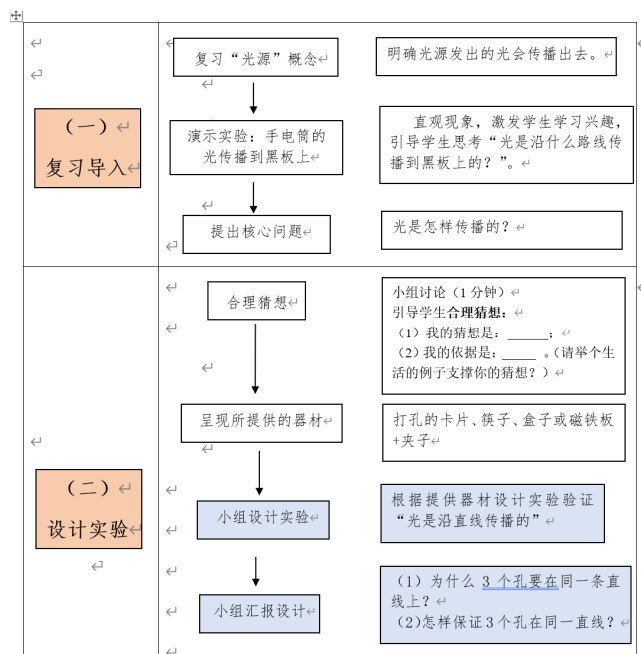 复习“光源”概念
明确光源发出的光会传播出去。
（一）
复习导入
演示实验：手电筒的
光传播到黑板上
直观现象，激发学生学习兴趣，
引导学生思考“光是沿什么路线传
播到黑板上的？”。
提出核心问题
光是怎样传播的？
合理猜想
小组讨论（1 分钟）
引导学生合理猜想：
（1）我的猜想是：______；
（2）我的依据是：_____ 。（请举个生
活的例子支撑你的猜想？）
呈现所提供的器材
打孔的卡片、筷子、盒子或磁铁板
+夹子
（二）
设计实验
小组设计实验
根据提供器材设计实验验证
“光是沿直线传播的”
小组汇报设计
（1）为什么 3 个孔要在同一条直
线上？
（2）怎样保证 3 个孔在同一直线？